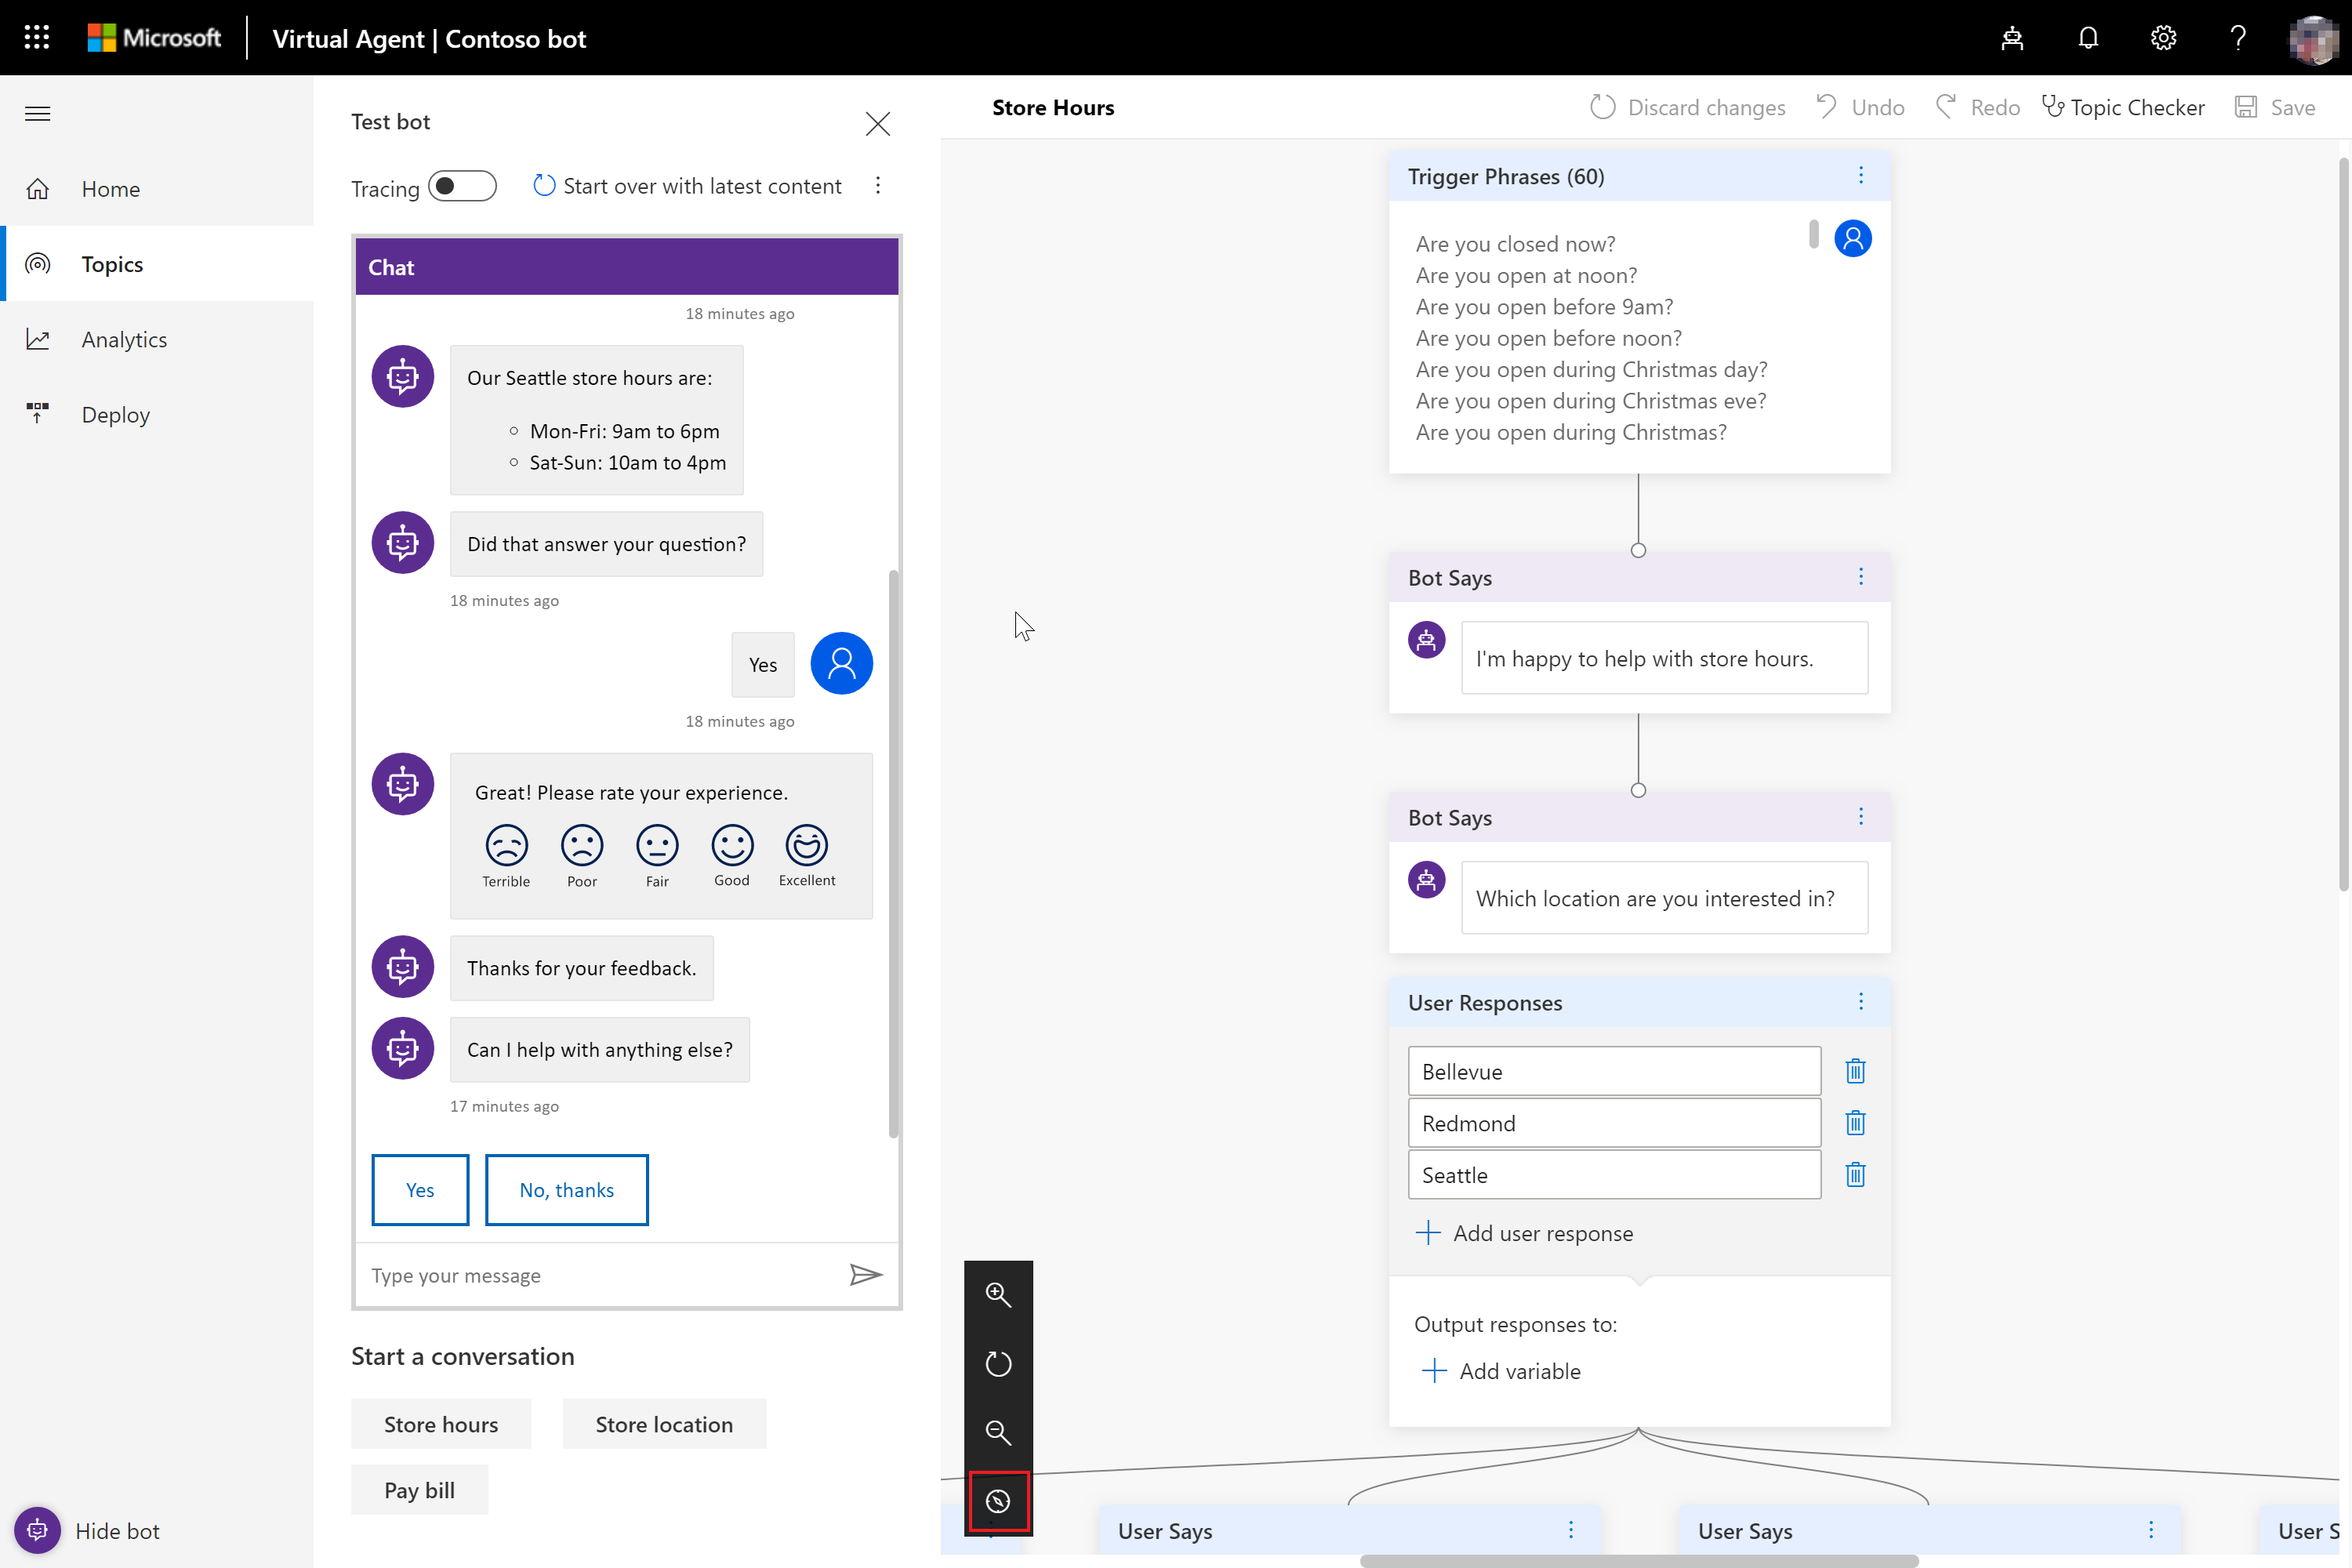 Microsoft
Virtual Agent | Contoso bot
Home
Topics
Analytics
Deploy
Hide bot
Test bot
Tracing
Start over with latest content
Chat
18 minutes ago
Our Seattle store hours are:
Mon-Fri: 9am to 6pm
Sat-Sun: 10am to 4pm
Did that answer your question?
18 minutes ago
Yes
18 minutes ago
Great! Please rate your experience.
Terrible Poor Fair Good Excellent
Thanks for your feedback.
Can I help with anything else?
17 minutes ago
Yes No, thanks
Type your message
Start a conversation
Store hours Store location
Pay bill
Store Hours
Discard changes Undo Redo Topic Checker Save
Trigger Phrases (60)
Are you closed now?
Are you open at noon?
Are you open before 9am?
Are you open before noon?
Are you open during Christmas day?
Are you open during Christmas eve?
Are you open during Christmas?
Bot Says
I'm happy to help with store hours.
Bot Says
Which location are you interested in?
User Responses
Bellevue
Redmond
Seattle
Add user response
Output responses to:
Add variable
User Says User Says User S